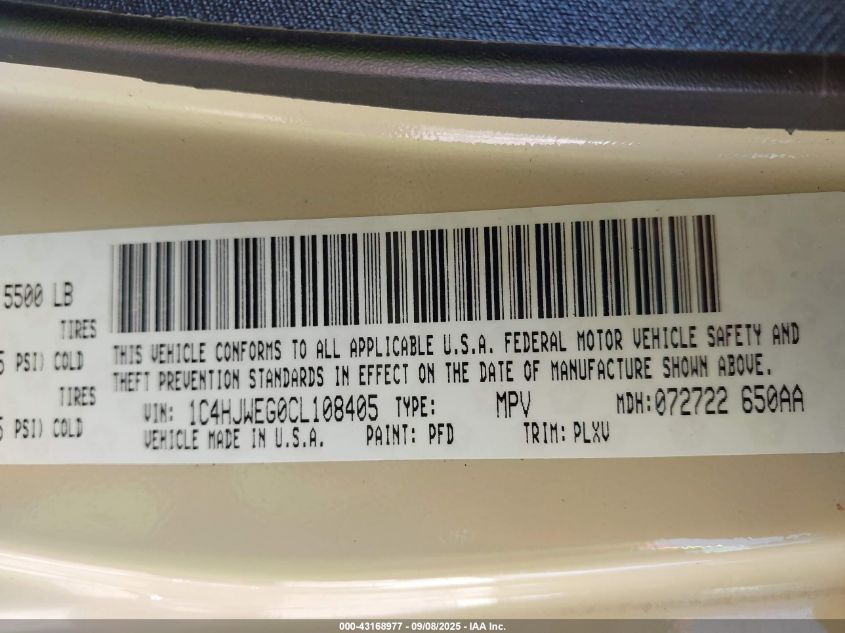 5500 LB
TIRES
5 PSI) COLD
TIRES
5 PSI) COLD
THIS VEHICLE CONFORMS TO ALL APPLICABLE U.S.A. FEDERAL MOTOR VEHICLE SAFETY AND
THEFT PREVENTION STANDARDS IN EFFECT ON THE DATE OF MANUFACTURE SHOWN ABOVE.
VIN: 1C4HJWEG0CL108405 TYPE: MPV MDH:072722 650AA
VEHICLE MADE IN U.S.A. PAINT: PFD TRIM: PLXV
000-43168977 - 09/08/2025 - IAA Inc.